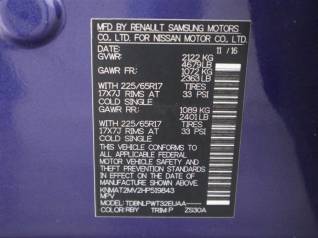 MFD. BY RENAULT SAMSUNG MOTORS
CO., LTD. FOR NISSAN MOTOR CO., LTD.
DATE: 11 / 16
GVWR: 2122 KG
4679 LB
GAWR FR: 1072 KG
2363 LB
WITH 225/65R17 TIRES
17X7J RIMS AT 33 PSI
COLD SINGLE
GAWR RR: 1089 KG
2401 LB
WITH 225/65R17 TIRES
17X7J RIMS AT 33 PSI
COLD SINGLE
THIS VEHICLE CONFORMS TO ALL
APPLICABLE FEDERAL MOTOR
VEHICLE SAFETY AND THEFT
PREVENTION STANDARDS IN EFFECT
ON THE DATE OF MANUFACTURE
SHOWN ABOVE.
KNMAT2MV2HP519843
MPV
MODEL: TDBNLPWT32EUAA-----
COLOR: RBY TRIM: P ZS30A